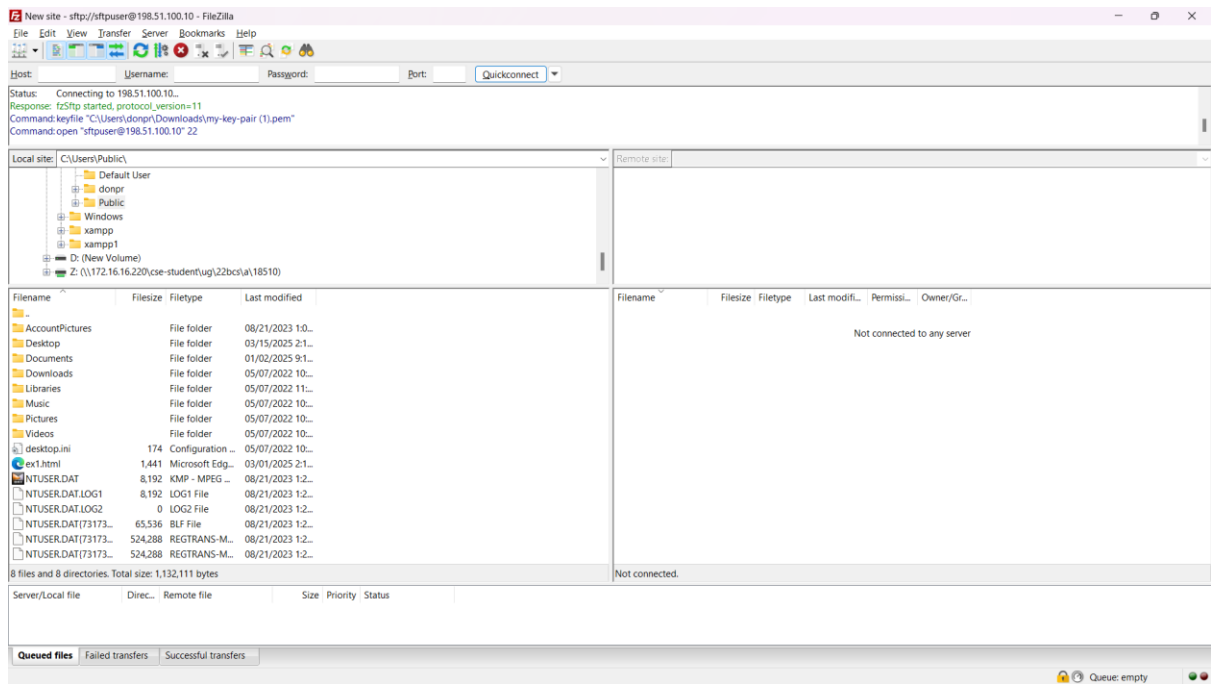 New site - sftp://sftpuser@198.51.100.10 - FileZilla
File Edit View Transfer Server Bookmarks Help
Host: Username: Password: Port: Quickconnect
Status: Connecting to 198.51.100.10...
Response: fzSftp started, protocol_version=11
Command: keyfile "C:\Users\donpr\Downloads\my-key-pair (1).pem"
Command: open "sftpuser@198.51.100.10" 22
Local site: C:\Users\Public\ Remote site:
Default User
donpr
Public
Windows
xampp
xampp1
D: (New Volume)
Z: (\\172.16.16.220\cse-student\ug\22bcs\a\18510)
Filename Filesize Filetype Last modified Filename Filesize Filetype Last modifi... Permissi... Owner/Gr...
..
AccountPictures File folder 08/21/2023 1:0...
Not connected to any server
Desktop File folder 03/15/2025 2:1...
Documents File folder 01/02/2025 9:1...
Downloads File folder 05/07/2022 10:...
Libraries File folder 05/07/2022 11:...
Music File folder 05/07/2022 10:...
Pictures File folder 05/07/2022 10:...
Videos File folder 05/07/2022 10:...
desktop.ini 174 Configuration ... 05/07/2022 10:...
ex1.html 1,441 Microsoft Edg... 03/01/2025 2:1...
NTUSER.DAT 8,192 KMP - MPEG ... 08/21/2023 1:2...
NTUSER.DAT.LOG1 8,192 LOG1 File 08/21/2023 1:2...
NTUSER.DAT.LOG2 0 LOG2 File 08/21/2023 1:2...
NTUSER.DAT{73173... 65,536 BLF File 08/21/2023 1:2...
NTUSER.DAT{73173... 524,288 REGTRANS-M... 08/21/2023 1:2...
NTUSER.DAT{73173... 524,288 REGTRANS-M... 08/21/2023 1:2...
8 files and 8 directories. Total size: 1,132,111 bytes Not connected.
Server/Local file Direc... Remote file Size Priority Status
Queued files Failed transfers Successful transfers
Queue: empty